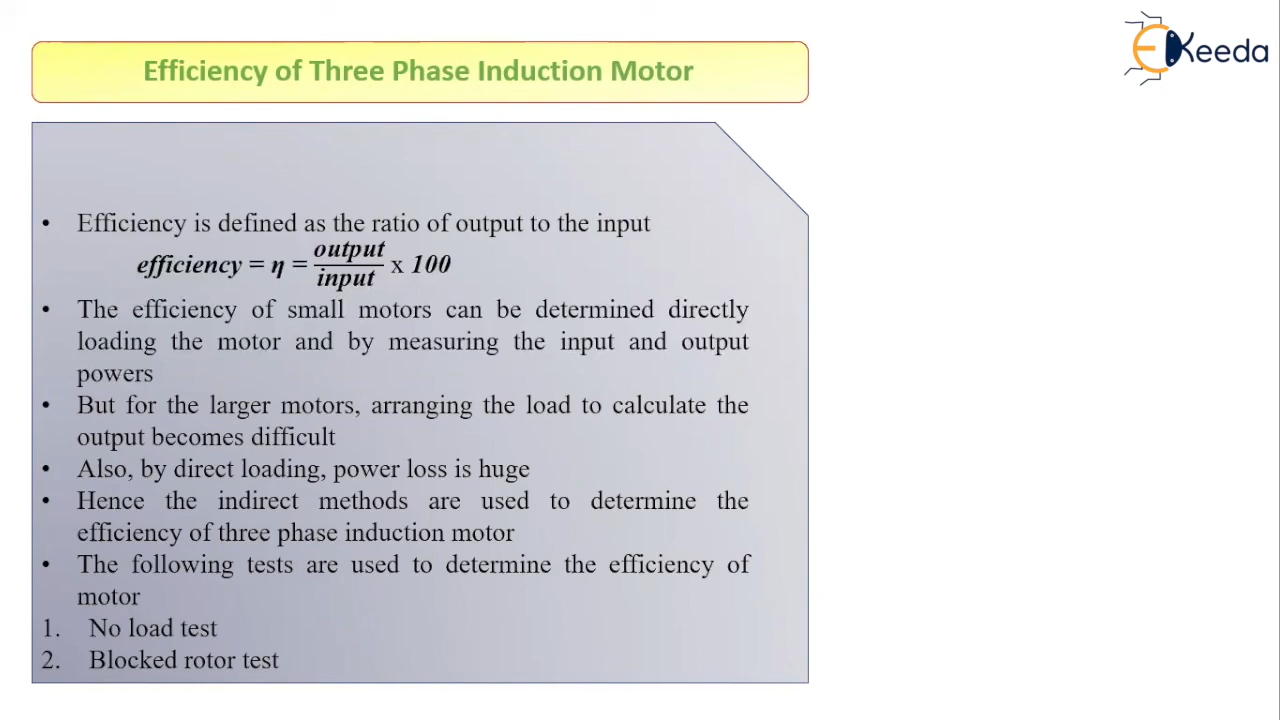 Efficiency of Three Phase Induction Motor
EKeeda
• Efficiency is defined as the ratio of output to the input
efficiency = η = output/input x 100
• The efficiency of small motors can be determined directly
loading the motor and by measuring the input and output
powers
• But for the larger motors, arranging the load to calculate the
output becomes difficult
• Also, by direct loading, power loss is huge
• Hence the indirect methods are used to determine the
efficiency of three phase induction motor
• The following tests are used to determine the efficiency of
motor
1. No load test
2. Blocked rotor test